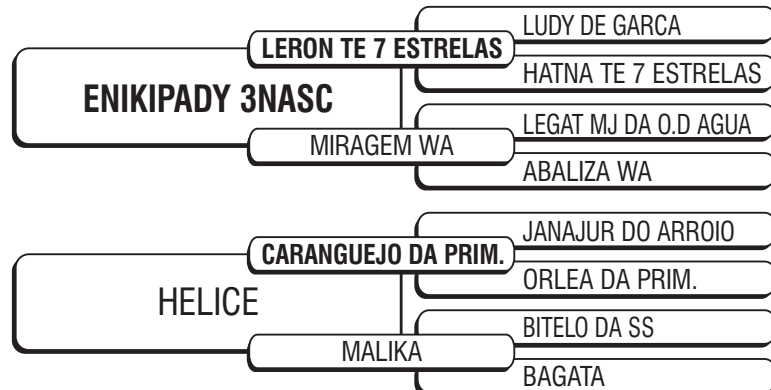 LUDY DE GARCA
LERON TE 7 ESTRELAS
HATNA TE 7 ESTRELAS
ENIKIPADY 3NASC
LEGAT MJ DA O.D AGUA
MIRAGEM WA
ABALIZA WA
JANAJUR DO ARROIO
CARANGUEJO DA PRIM.
ORLEA DA PRIM.
HELICE
BITELO DA SS
MALIKA
BAGATA